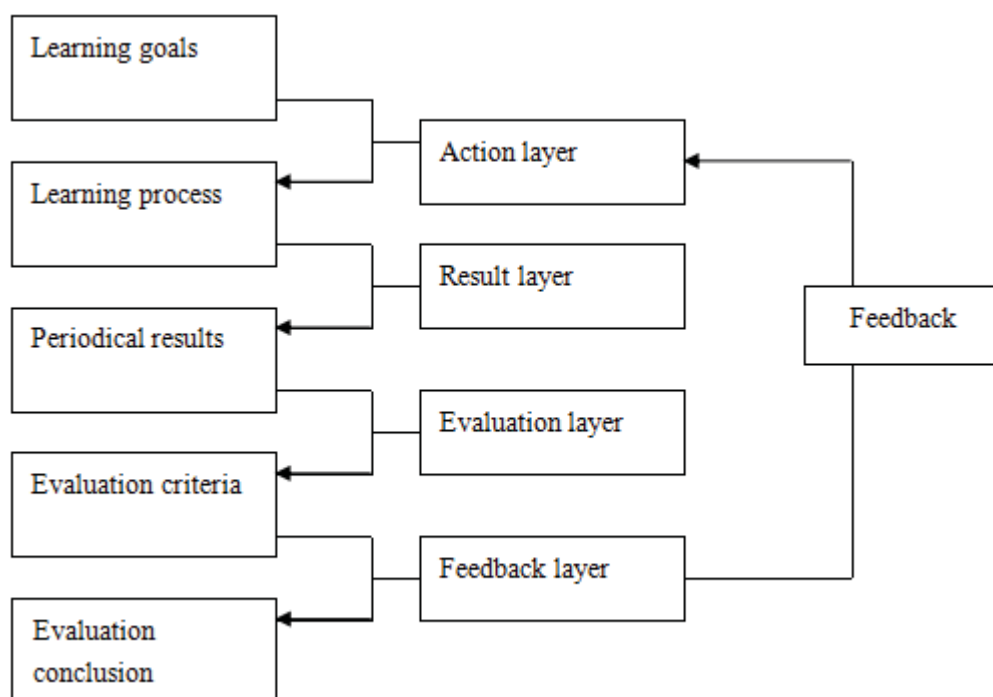 Learning goals
Action layer
Learning process
Result layer
Feedback
Periodical results
Evaluation layer
Evaluation criteria
Feedback layer
Evaluation
conclusion